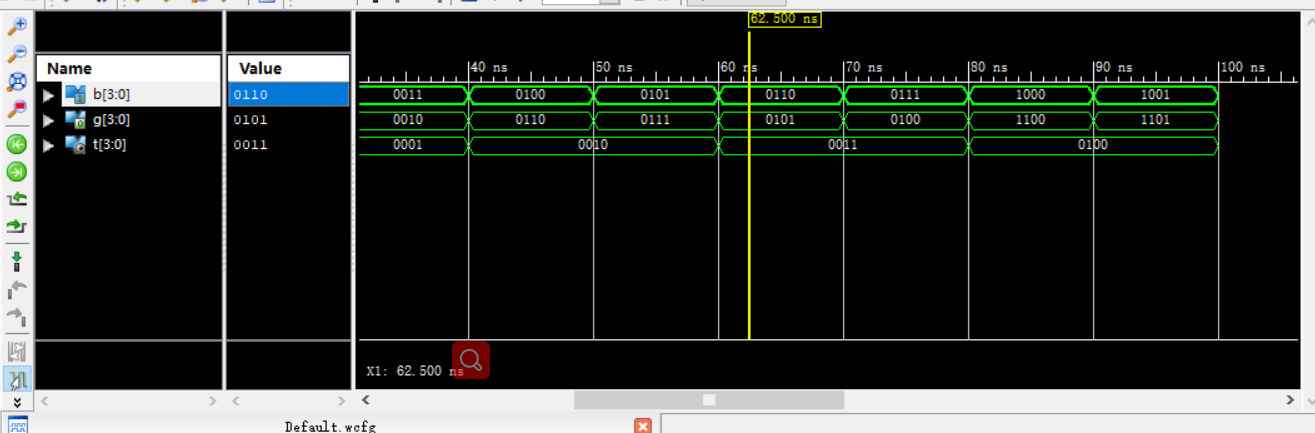 62.500 ns
Name Value
40 ns 50 ns 60 ns 70 ns 80 ns 90 ns 100 ns
b[3:0] 0110 0011 0100 0101 0110 0111 1000 1001
g[3:0] 0101 0010 0110 0111 0101 0100 1100 1101
t[3:0] 0011 0001 0010 0011 0100
X1: 62.500 ns
Default.wcfg